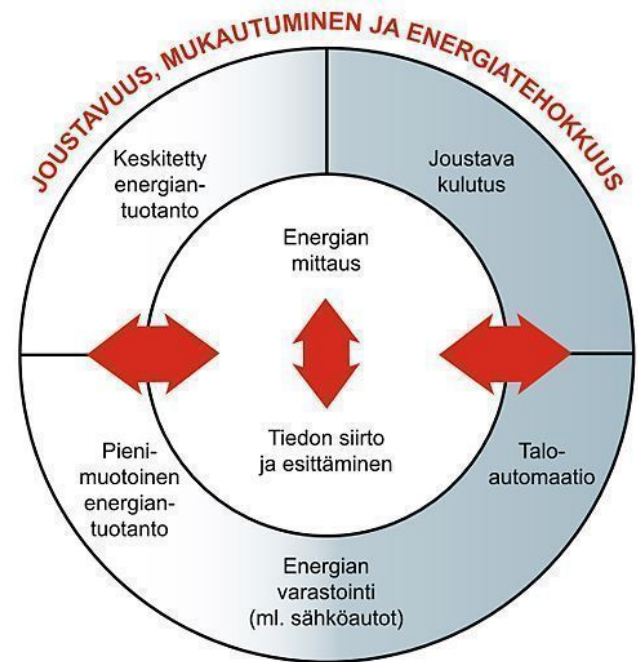 JOUSTAVUUS, MUKAUTUMINEN JA ENERGIATEHOKKUUS
Keskitetty
energian-
tuotanto
Joustava
kulutus
Energian
mittaus
Tiedon siirto
ja esittäminen
Pieni-
muotoinen
energian-
tuotanto
Talo-
automaatio
Energian
varastointi
(ml. sähköautot)